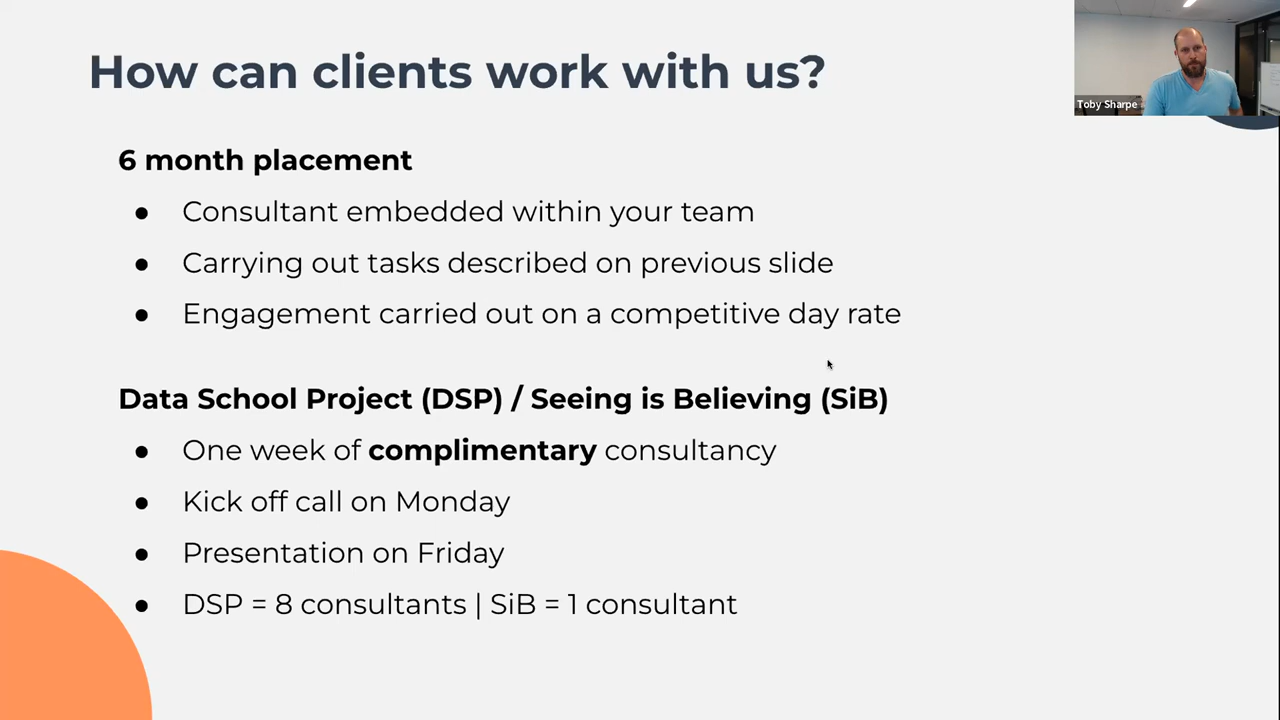 How can clients work with us?
Toby Sharpe
6 month placement
● Consultant embedded within your team
● Carrying out tasks described on previous slide
● Engagement carried out on a competitive day rate
Data School Project (DSP) / Seeing is Believing (SiB)
● One week of complimentary consultancy
● Kick off call on Monday
● Presentation on Friday
● DSP = 8 consultants | SiB = 1 consultant